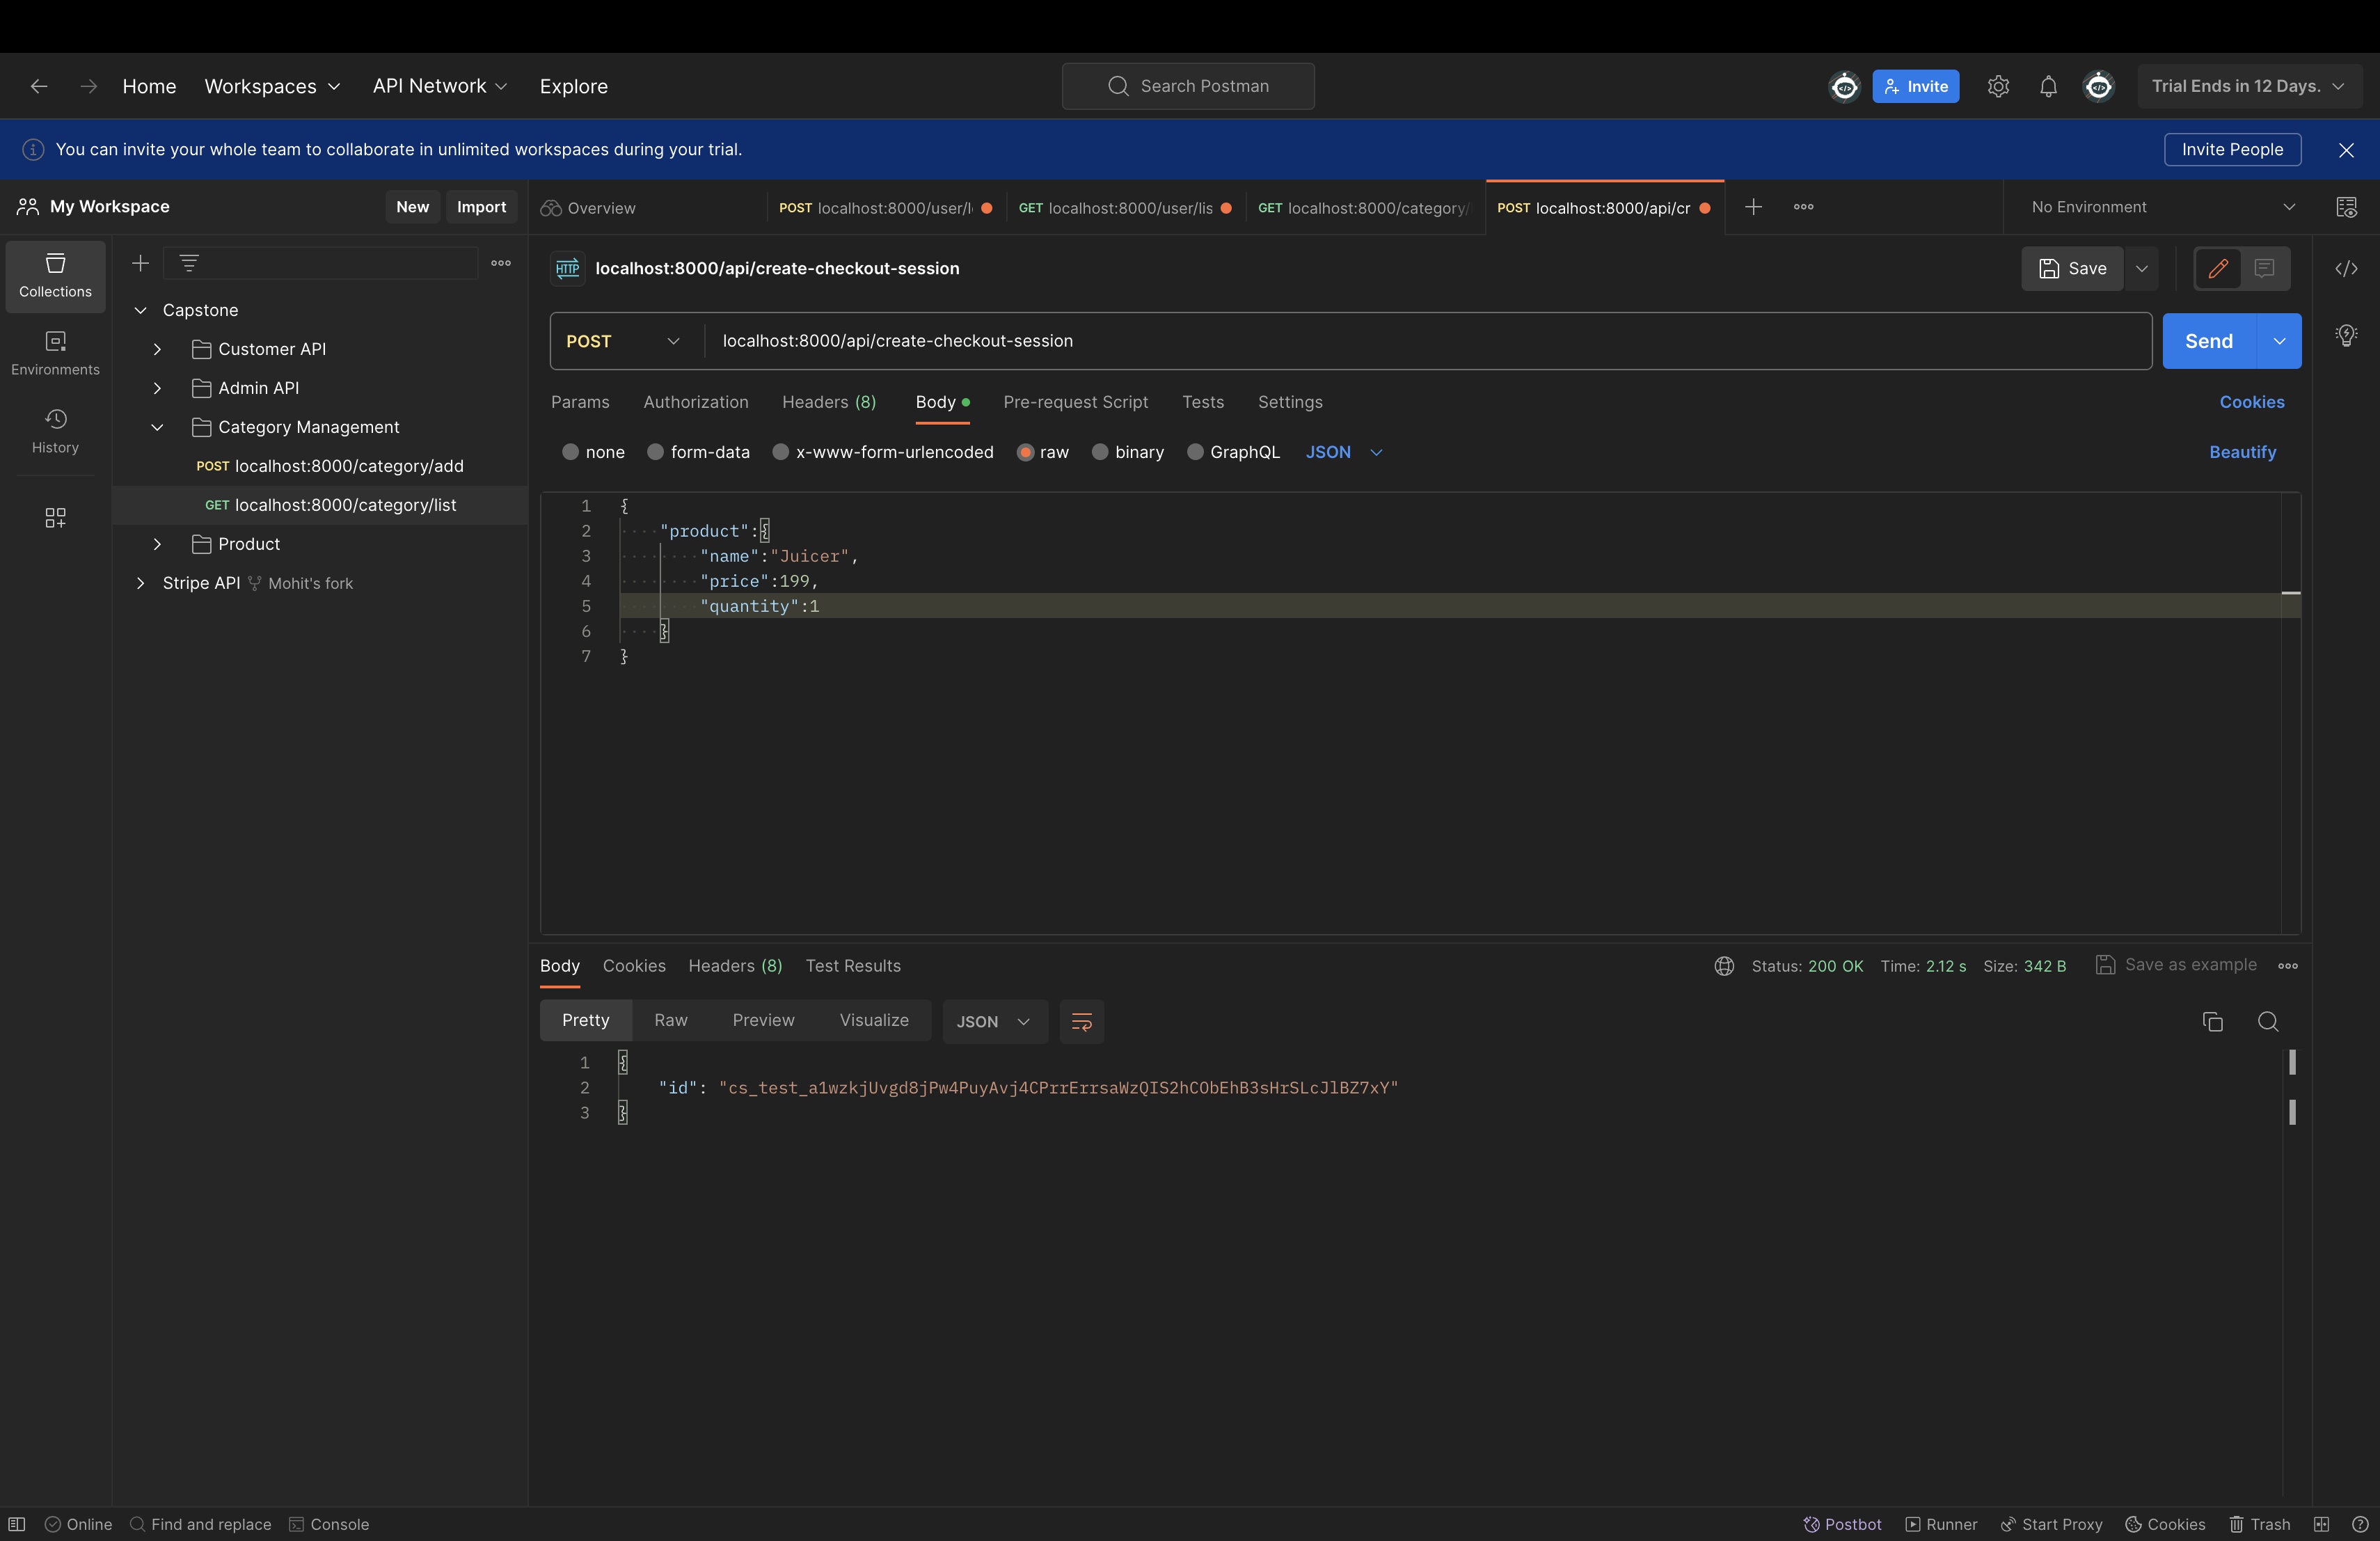 Home Workspaces API Network Explore Search Postman Invite Trial Ends in 12 Days.
You can invite your whole team to collaborate in unlimited workspaces during your trial. Invite People
My Workspace New Import Overview POST localhost:8000/user/l GET localhost:8000/user/lis GET localhost:8000/category/ POST localhost:8000/api/cr No Environment
Collections
Environments
History
Capstone
Customer API
Admin API
Category Management
POST localhost:8000/category/add
GET localhost:8000/category/list
Product
Stripe API Mohit's fork
HTTP localhost:8000/api/create-checkout-session Save
POST localhost:8000/api/create-checkout-session Send
Params Authorization Headers (8) Body Pre-request Script Tests Settings Cookies
none form-data x-www-form-urlencoded raw binary GraphQL JSON Beautify
1 {
2 "product":{
3 "name":"Juicer",
4 "price":199,
5 "quantity":1
6 }
7 }
Body Cookies Headers (8) Test Results Status: 200 OK Time: 2.12 s Size: 342 B Save as example
Pretty Raw Preview Visualize JSON
1 {
2 "id": "cs_test_a1wzkjUvgd8jPw4PuyAvj4CPrrErrsaWzQIS2hCObEhB3sHrSLcJlBZ7xY"
3 }
Online Find and replace Console Postbot Runner Start Proxy Cookies Trash